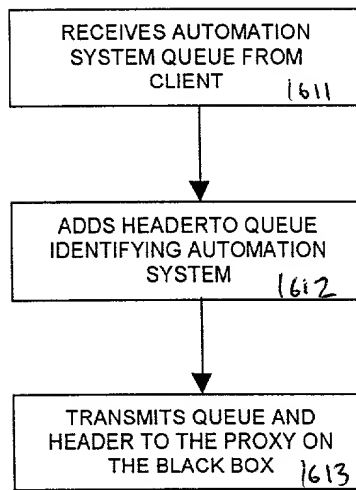 RECEIVES AUTOMATION
SYSTEM QUEUE FROM
CLIENT
1611
ADDS HEADERTO QUEUE
IDENTIFYING AUTOMATION
SYSTEM
1612
TRANSMITS QUEUE AND
HEADER TO THE PROXY ON
THE BLACK BOX
1613